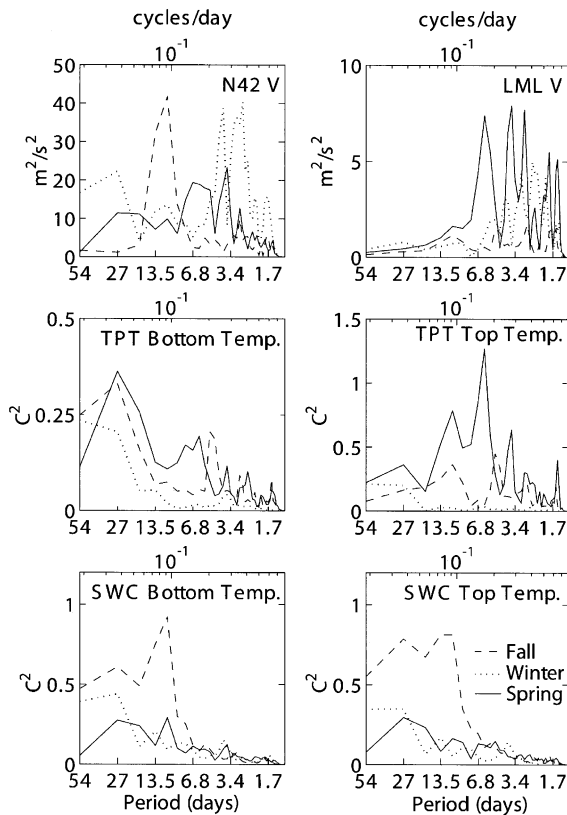 cycles/day cycles/day
10⁻¹ 10⁻¹
50 40 30 20 10 0
m²/s²
N42 V
54 27 13.5 6.8 3.4 1.7
10 5 0
m²/s²
LML V
54 27 13.5 6.8 3.4 1.7
10⁻¹ 10⁻¹
0.5 0.25 0
C²
TPT Bottom Temp.
54 27 13.5 6.8 3.4 1.7
1.5 1 0.5 0
C²
TPT Top Temp.
54 27 13.5 6.8 3.4 1.7
10⁻¹ 10⁻¹
1 0.5 0
C²
SWC Bottom Temp.
54 27 13.5 6.8 3.4 1.7
Period (days)
1 0.5 0
C²
SWC Top Temp.
Fall
Winter
Spring
54 27 13.5 6.8 3.4 1.7
Period (days)